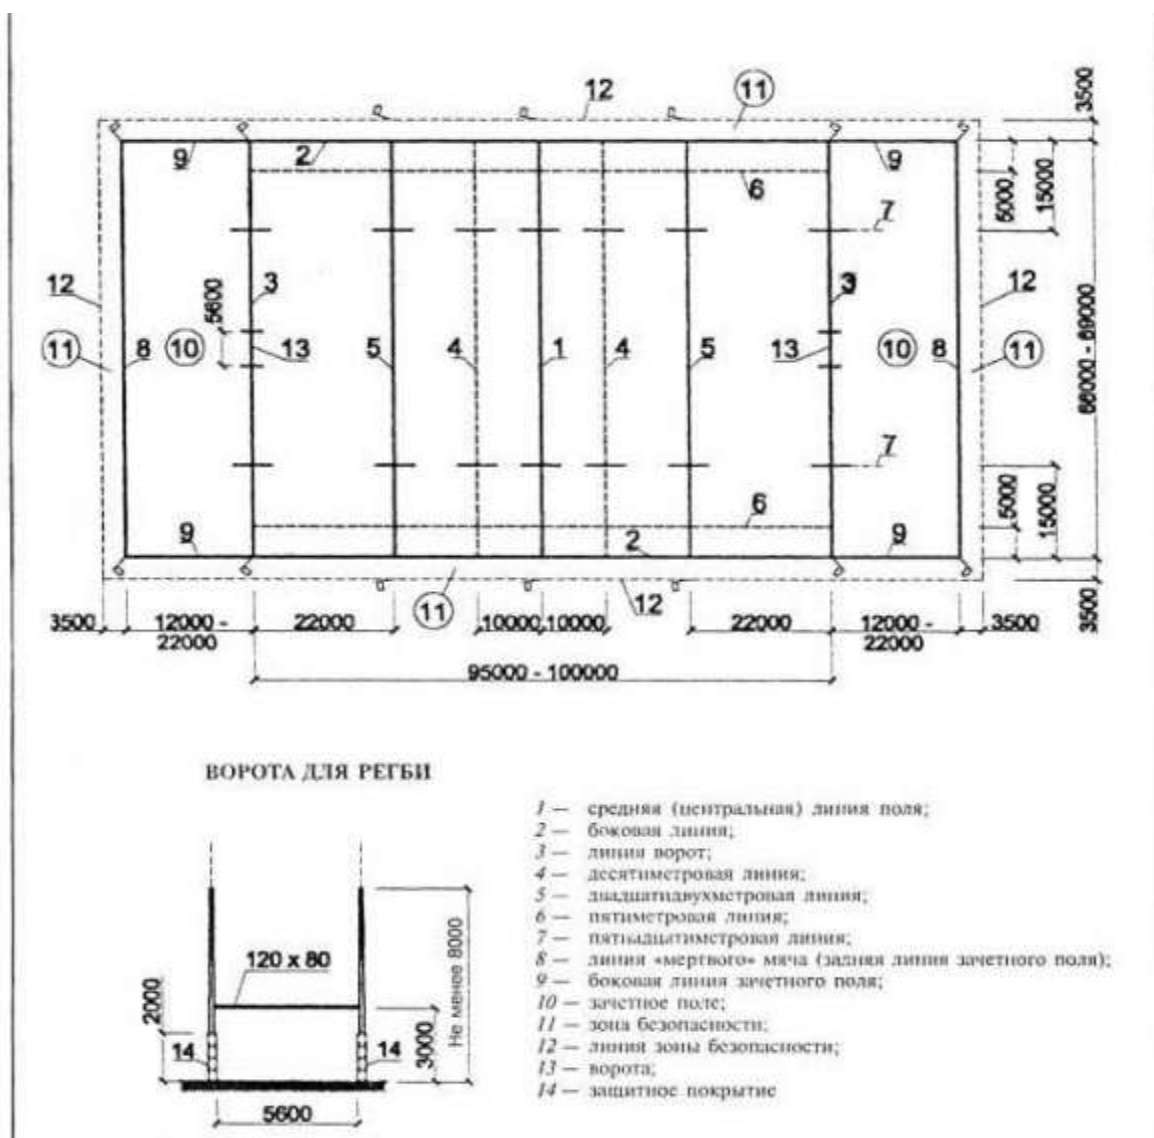 12
11
3500
9
2
9
6
5000
15000
7
12
3
5600
3
12
11
8
10
13
5
4
1
4
5
13
10
8
11
66000 - 69000
7
9
6
5000
15000
2
9
3500
12000 -
22000
22000
11
10000
10000
12
22000
12000 -
22000
3500
3500
95000 - 100000
ВОРОТА ДЛЯ РЕГБИ
120 x 80
2000
14
14
3000
Не менее 8000
5600
1 — средняя (центральная) линия поля;
2 — боковая линия;
3 — линия ворот;
4 — десятиметровая линия;
5 — двадцатидвухметровая линия;
6 — пятиметровая линия;
7 — пятнадцатиметровая линия;
8 — линия «мертвого» мяча (задняя линия зачетного поля);
9 — боковая линия зачетного поля;
10 — зачетное поле;
11 — зона безопасности;
12 — линия зоны безопасности;
13 — ворота;
14 — защитное покрытие